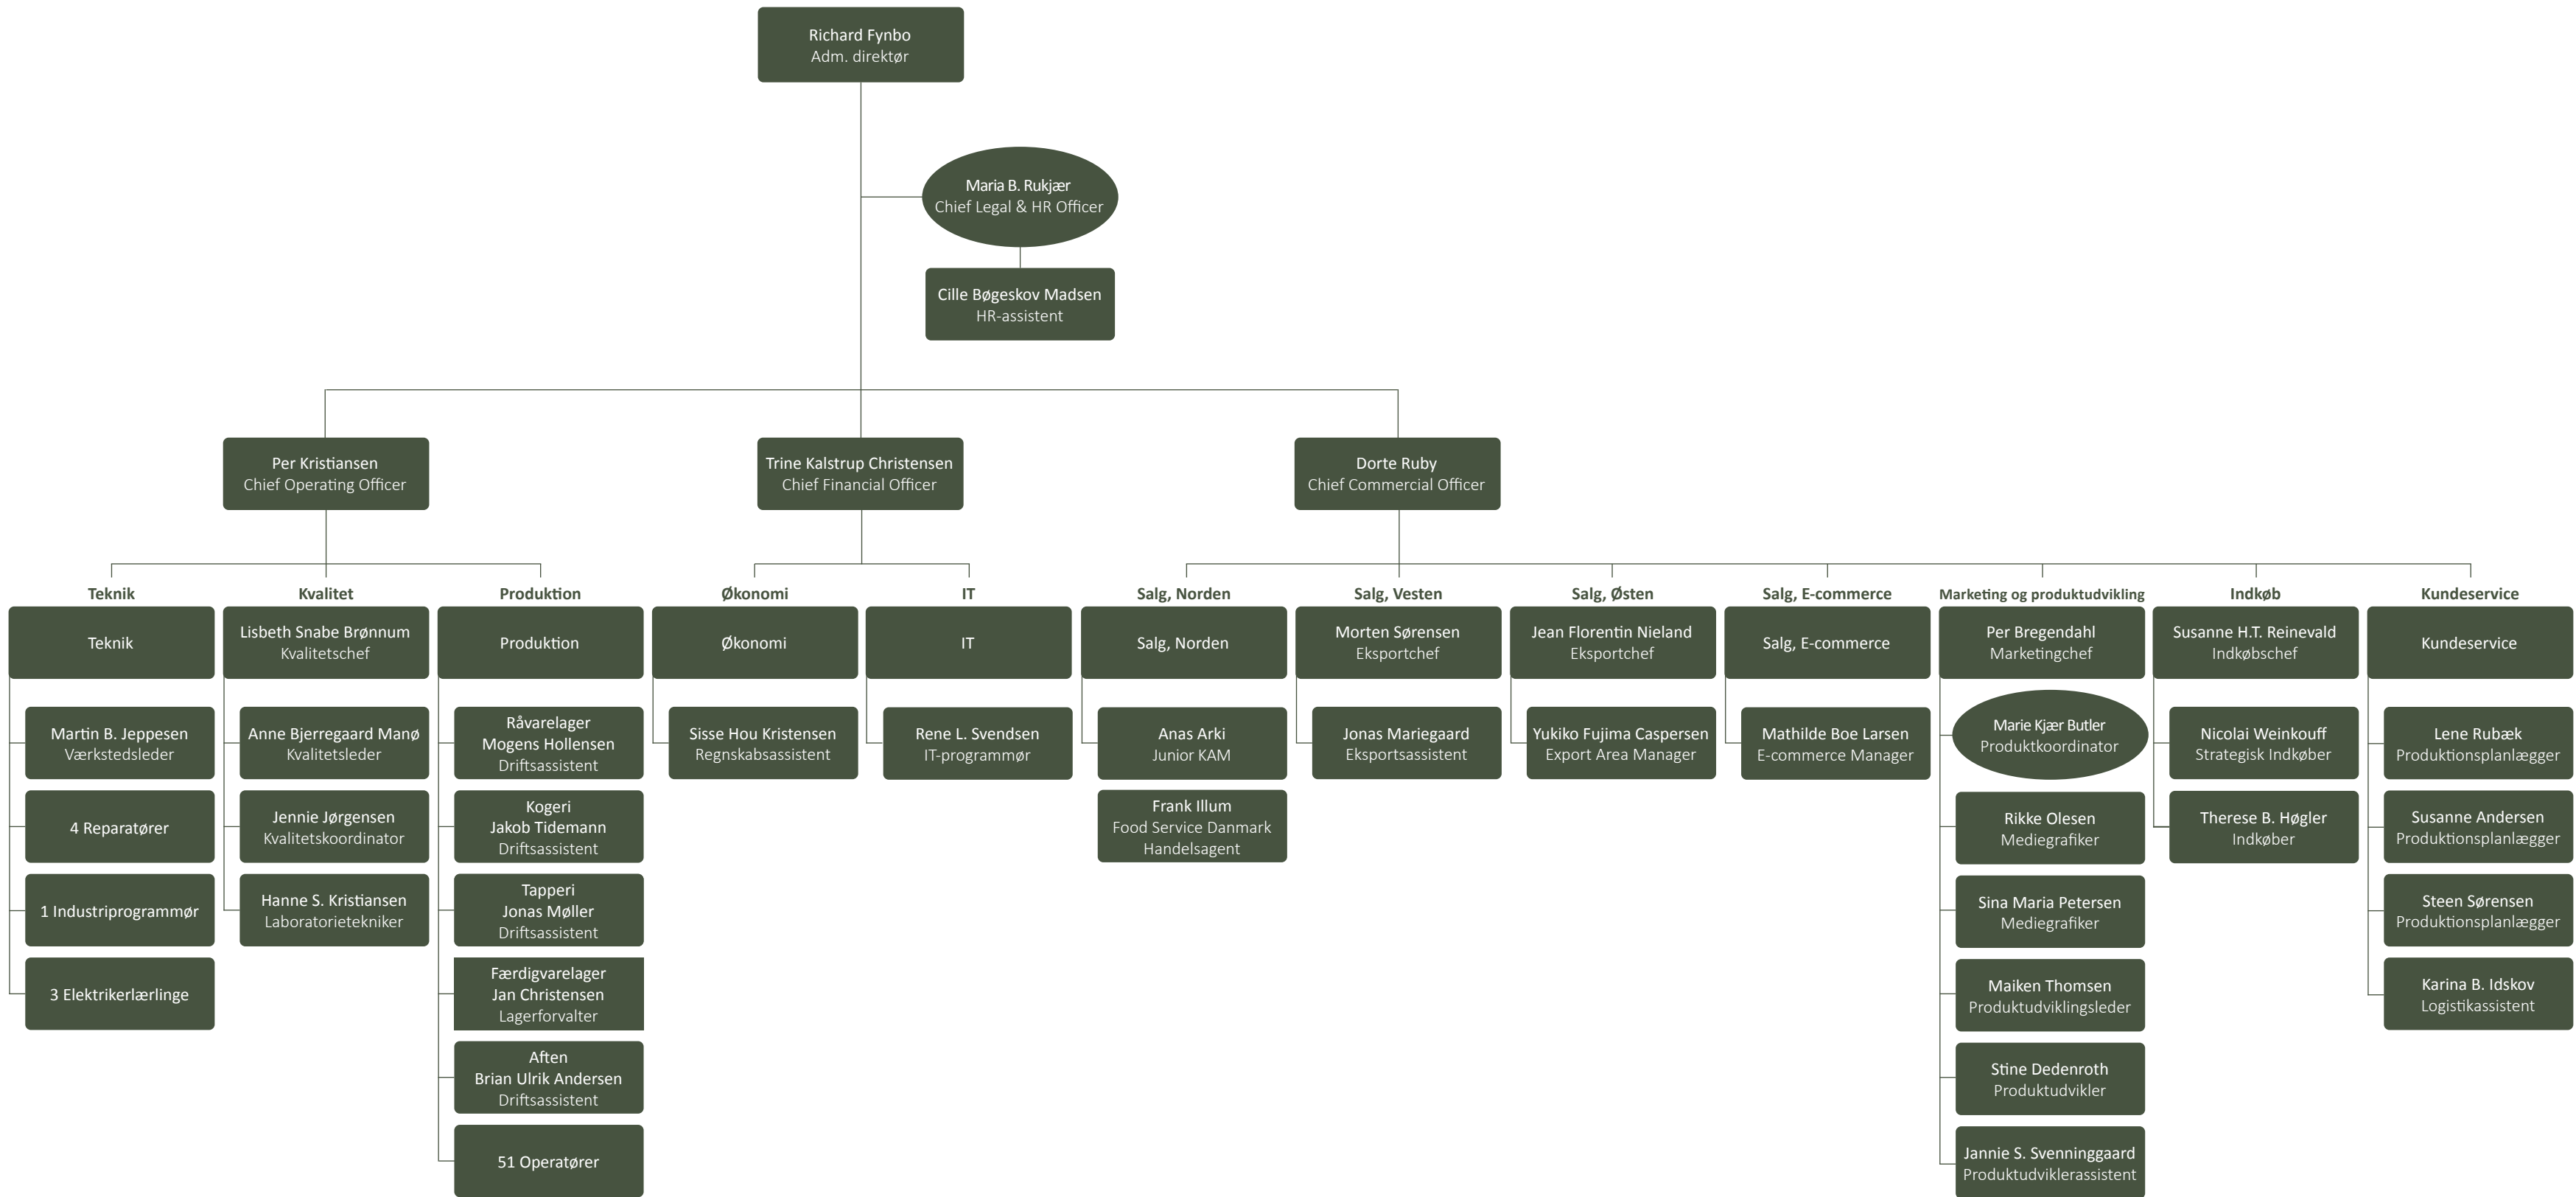 Richard Fynbo
Adm. direktør
Maria B. Rukjær
Chief Legal & HR Officer
Cille Bøgeskov Madsen
HR-assistent
Per Kristiansen
Chief Operating Officer
Trine Kalstrup Christensen
Chief Financial Officer
Dorte Ruby
Chief Commercial Officer
Teknik
Teknik
Martin B. Jeppesen
Værkstedsleder
4 Reparatører
1 Industriprogrammør
3 Elektrikerlærlinge
Kvalitet
Lisbeth Snabe Brønnum
Kvalitetschef
Anne Bjerregaard Manø
Kvalitetsleder
Jennie Jørgensen
Kvalitetskoordinator
Hanne S. Kristiansen
Laboratorietekniker
Produktion
Produktion
Råvarelager
Mogens Hollensen
Driftsassistent
Kogeri
Jakob Tidemann
Driftsassistent
Tapperi
Jonas Møller
Driftsassistent
Færdigvarelager
Jan Christensen
Lagerforvalter
Aften
Brian Ulrik Andersen
Driftsassistent
51 Operatører
Økonomi
Økonomi
Sisse Hou Kristensen
Regnskabsassistent
IT
IT
Rene L. Svendsen
IT-programmør
Salg, Norden
Salg, Norden
Anas Arki
Junior KAM
Frank Illum
Food Service Danmark
Handelsagent
Salg, Vesten
Morten Sørensen
Eksportchef
Jonas Mariegaard
Eksportsassistent
Salg, Østen
Jean Florentin Nieland
Eksportchef
Yukiko Fujima Caspersen
Export Area Manager
Salg, E-commerce
Salg, E-commerce
Mathilde Boe Larsen
E-commerce Manager
Marketing og produktudvikling
Per Bregendahl
Marketingchef
Marie Kjær Butler
Produktkoordinator
Rikke Olesen
Mediegrafiker
Sina Maria Petersen
Mediegrafiker
Maiken Thomsen
Produktudviklingsleder
Stine Dedenroth
Produktudvikler
Jannie S. Svenninggaard
Produktudviklerassistent
Indkøb
Susanne H.T. Reinevald
Indkøbschef
Nicolai Weinkouff
Strategisk Indkøber
Therese B. Høgler
Indkøber
Kundeservice
Kundeservice
Lene Rubæk
Produktionsplanlægger
Susanne Andersen
Produktionsplanlægger
Steen Sørensen
Produktionsplanlægger
Karina B. Idskov
Logistikassistent